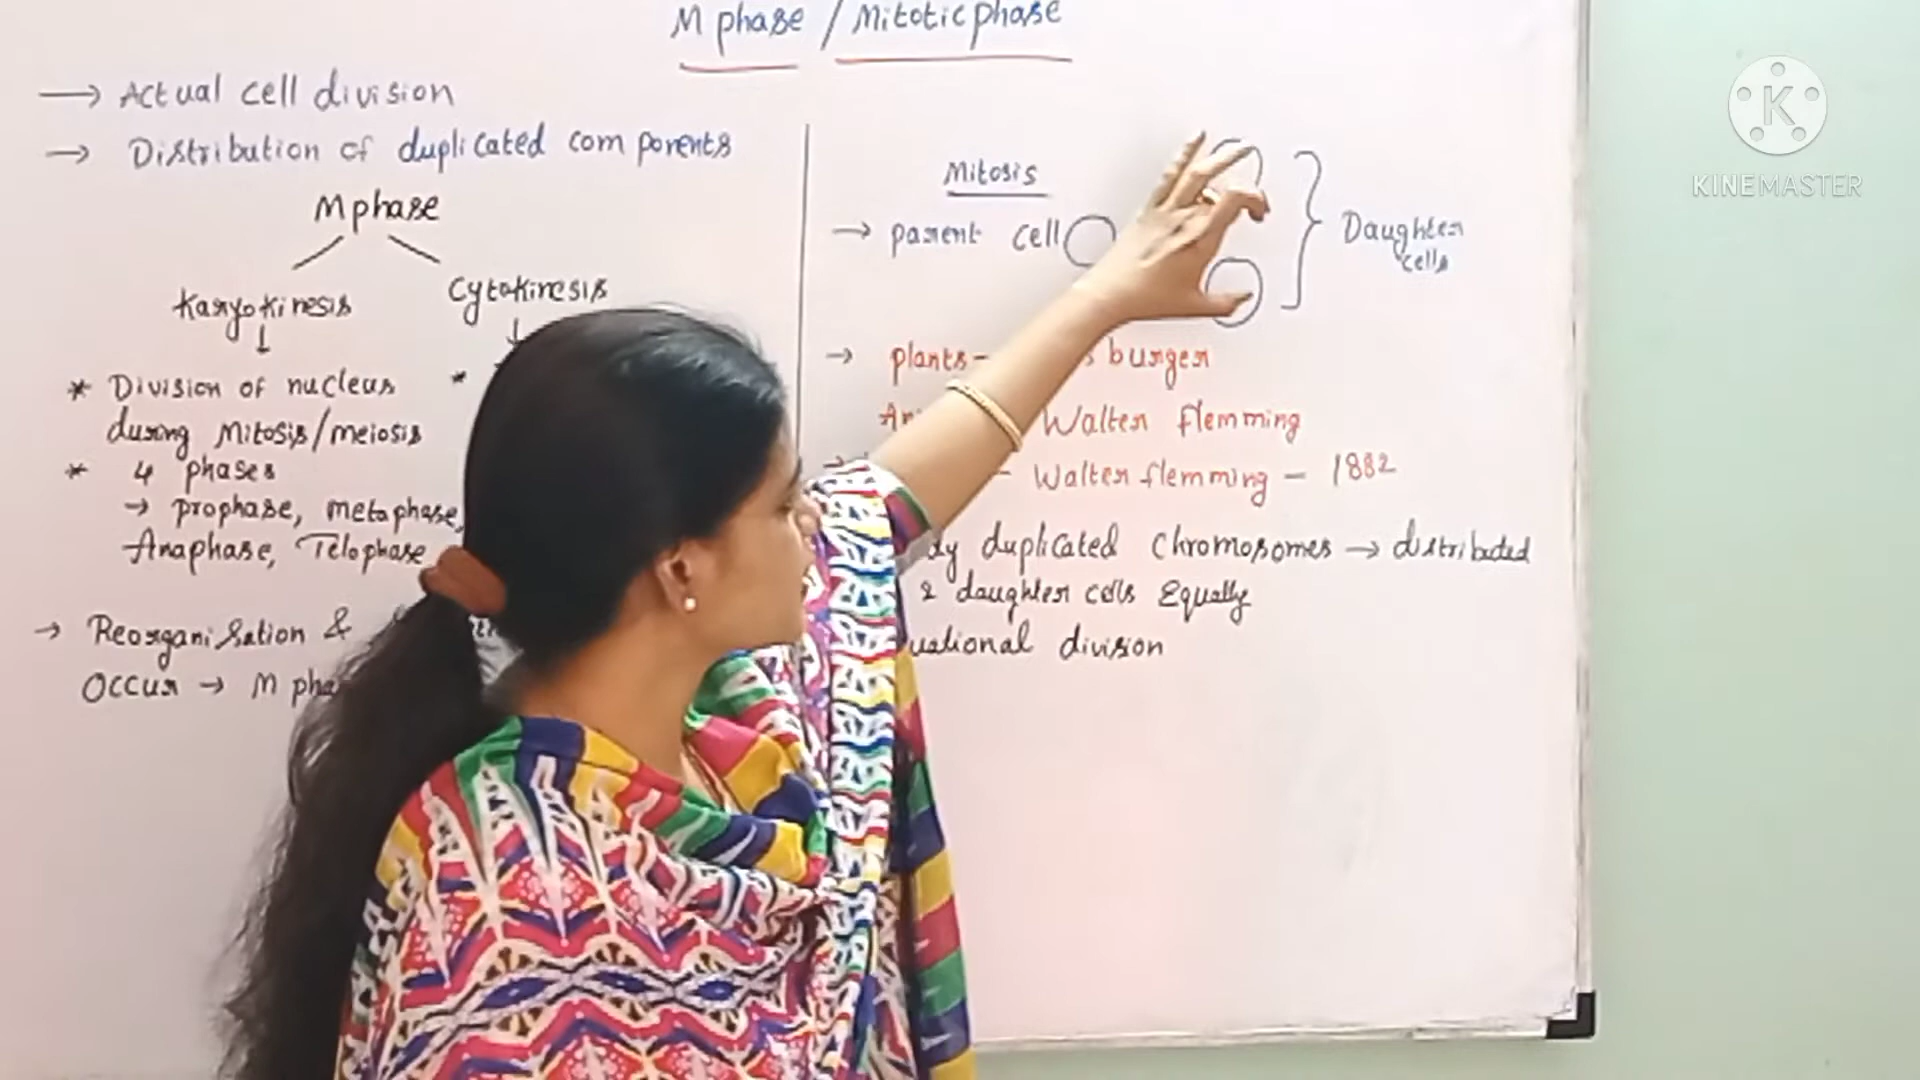 M phase / Mitotic phase
→ Actual cell division
→ Distribution of duplicated components
M phase
Karyokinesis
Cytokinesis
* Division of nucleus
during Mitosis/meiosis
* 4 phases
→ prophase, metaphase,
Anaphase, Telophase
→ Reorganisation &
Occur → M pha
*
Mitosis
→ parent cell
Daughter
cells
→ plants-
burger
Walter flemming
- Walter flemming - 1882
duplicated chromosomes → distributed
2 daughter cells Equally
uational division
KINEMASTER